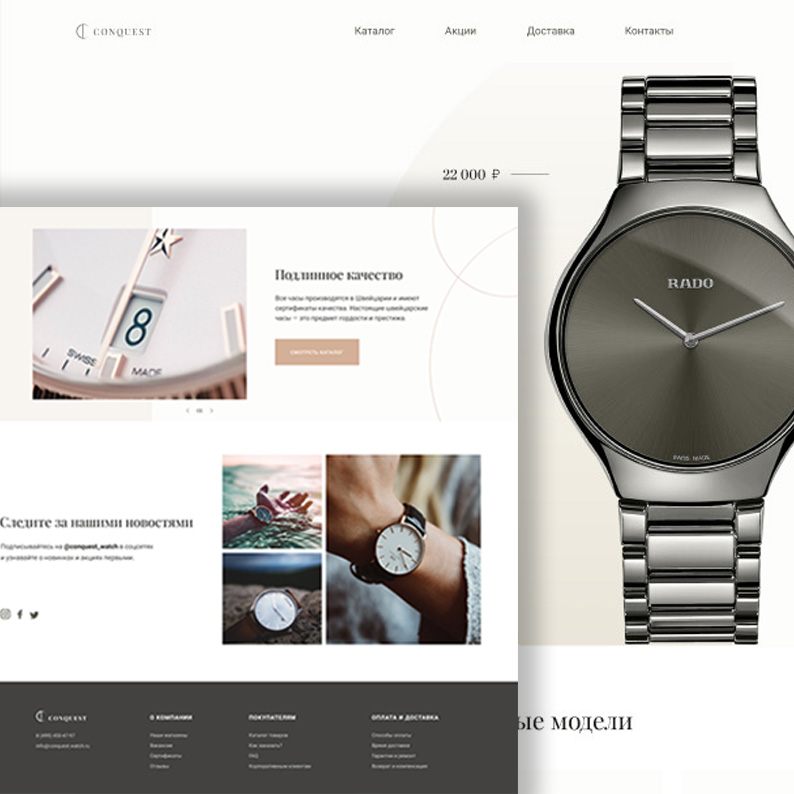 CONQUEST
Каталог Акции Доставка Контакты
22 000 ₽
RADO
SWISS MADE
8
SWISS MADE
Подлинное качество
Все часы производятся в Швейцарии и имеют
сертификаты качества. Настоящие швейцарские
часы — это предмет гордости и престижа.
СМОТРЕТЬ КАТАЛОГ
Следите за нашими новостями
Подписывайтесь на @conquest_watch в соцсетях
и узнавайте о новинках и акциях первыми.
ые модели
CONQUEST
8 (499) 450-67-97
info@conquest.watch.ru
О КОМПАНИИ
Наши магазины
Вакансии
Сертификаты
Отзывы
ПОКУПАТЕЛЯМ
Каталог товаров
Как заказать?
FAQ
Корпоративным клиентам
ОПЛАТА И ДОСТАВКА
Способы оплаты
Время доставки
Гарантия и ремонт
Возврат и компенсация